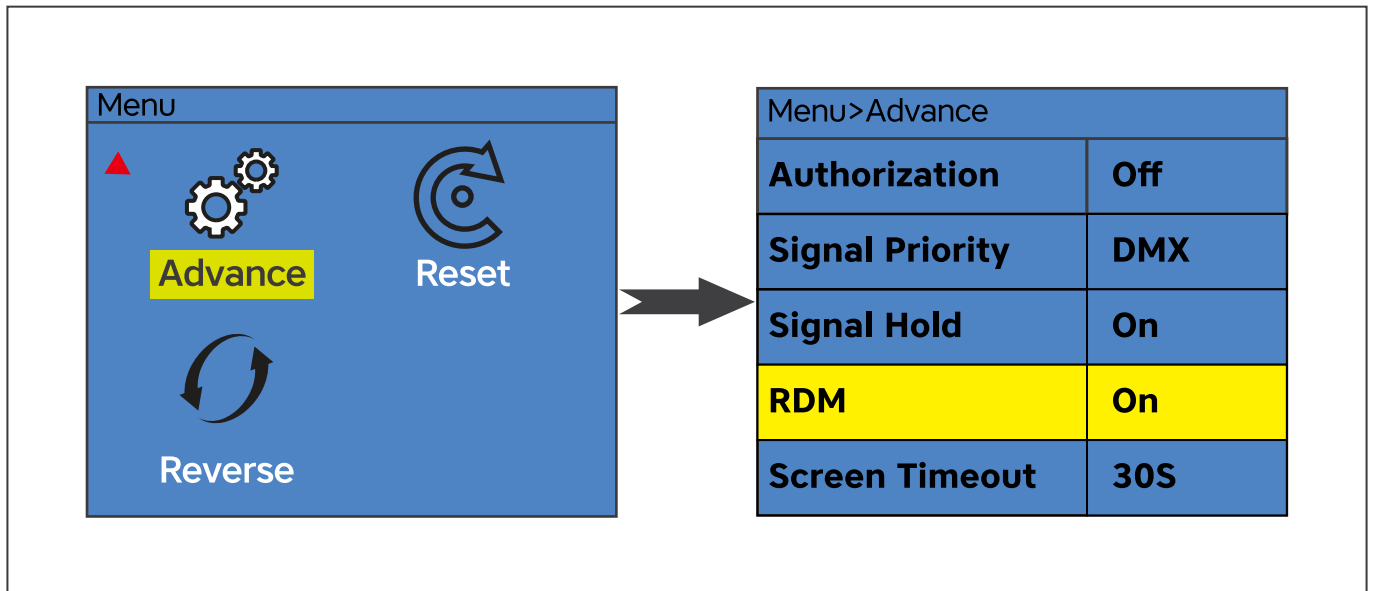 Menu
Advance
Reset
Reverse
Menu>Advance
Authorization Off
Signal Priority DMX
Signal Hold On
RDM On
Screen Timeout 30S